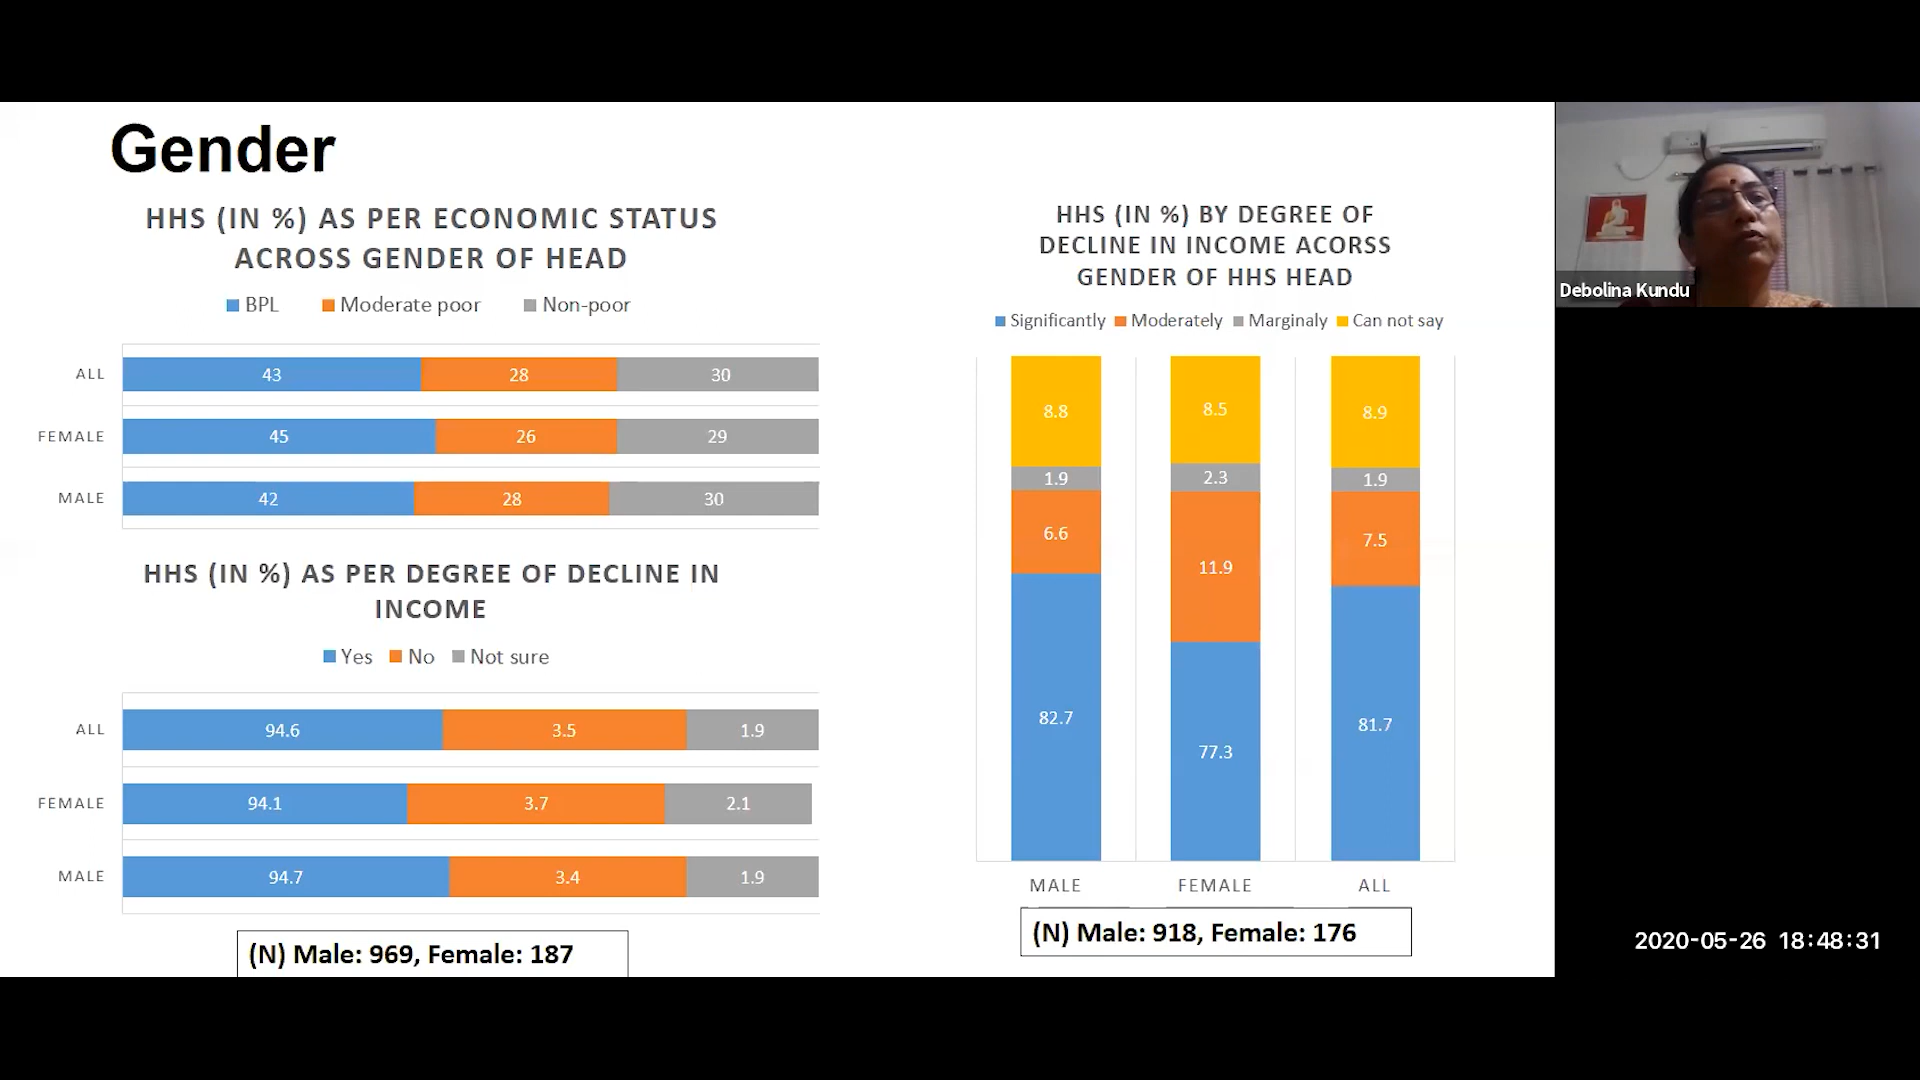 Gender
HHS (IN %) AS PER ECONOMIC STATUS
ACROSS GENDER OF HEAD
BPL Moderate poor Non-poor
ALL 43 28 30
FEMALE 45 26 29
MALE 42 28 30
HHS (IN %) AS PER DEGREE OF DECLINE IN
INCOME
Yes No Not sure
ALL 94.6 3.5 1.9
FEMALE 94.1 3.7 2.1
MALE 94.7 3.4 1.9
(N) Male: 969, Female: 187
HHS (IN %) BY DEGREE OF
DECLINE IN INCOME ACORSS
GENDER OF HHS HEAD
Significantly Moderately Marginaly Can not say
8.8 8.5 8.9
1.9 2.3 1.9
6.6 11.9 7.5
82.7 77.3 81.7
MALE FEMALE ALL
(N) Male: 918, Female: 176
Debolina Kundu
2020-05-26 18:48:31